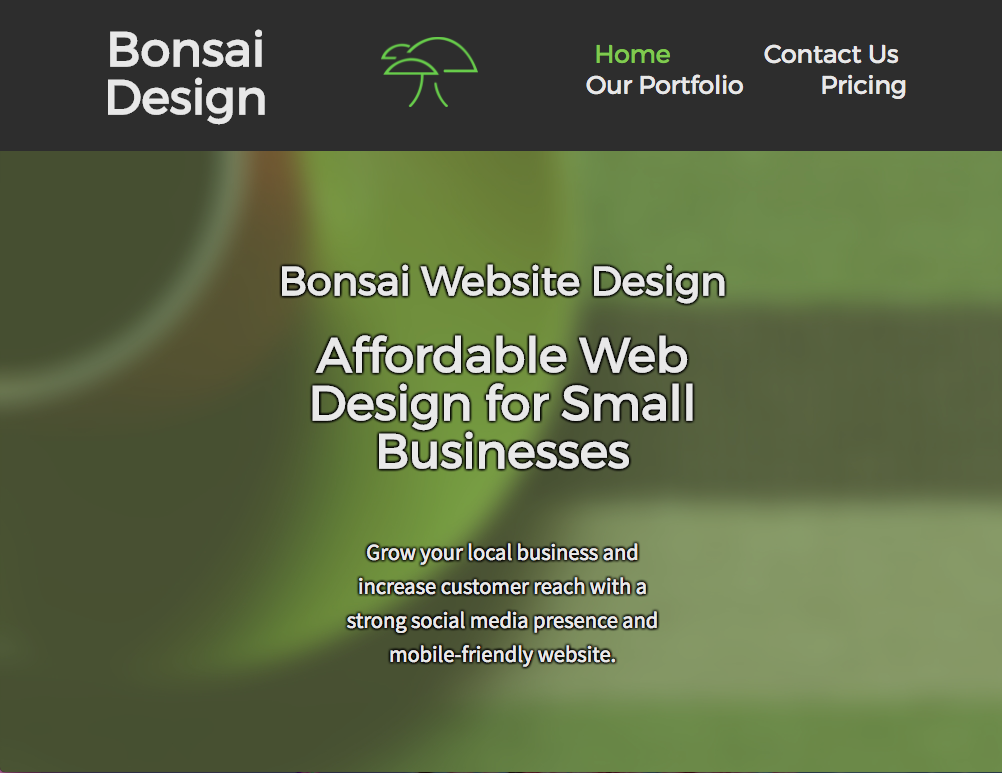 Bonsai
Design
Home
Contact Us
Our Portfolio
Pricing
Bonsai Website Design
Affordable Web
Design for Small
Businesses
Grow your local business and
increase customer reach with a
strong social media presence and
mobile-friendly website.